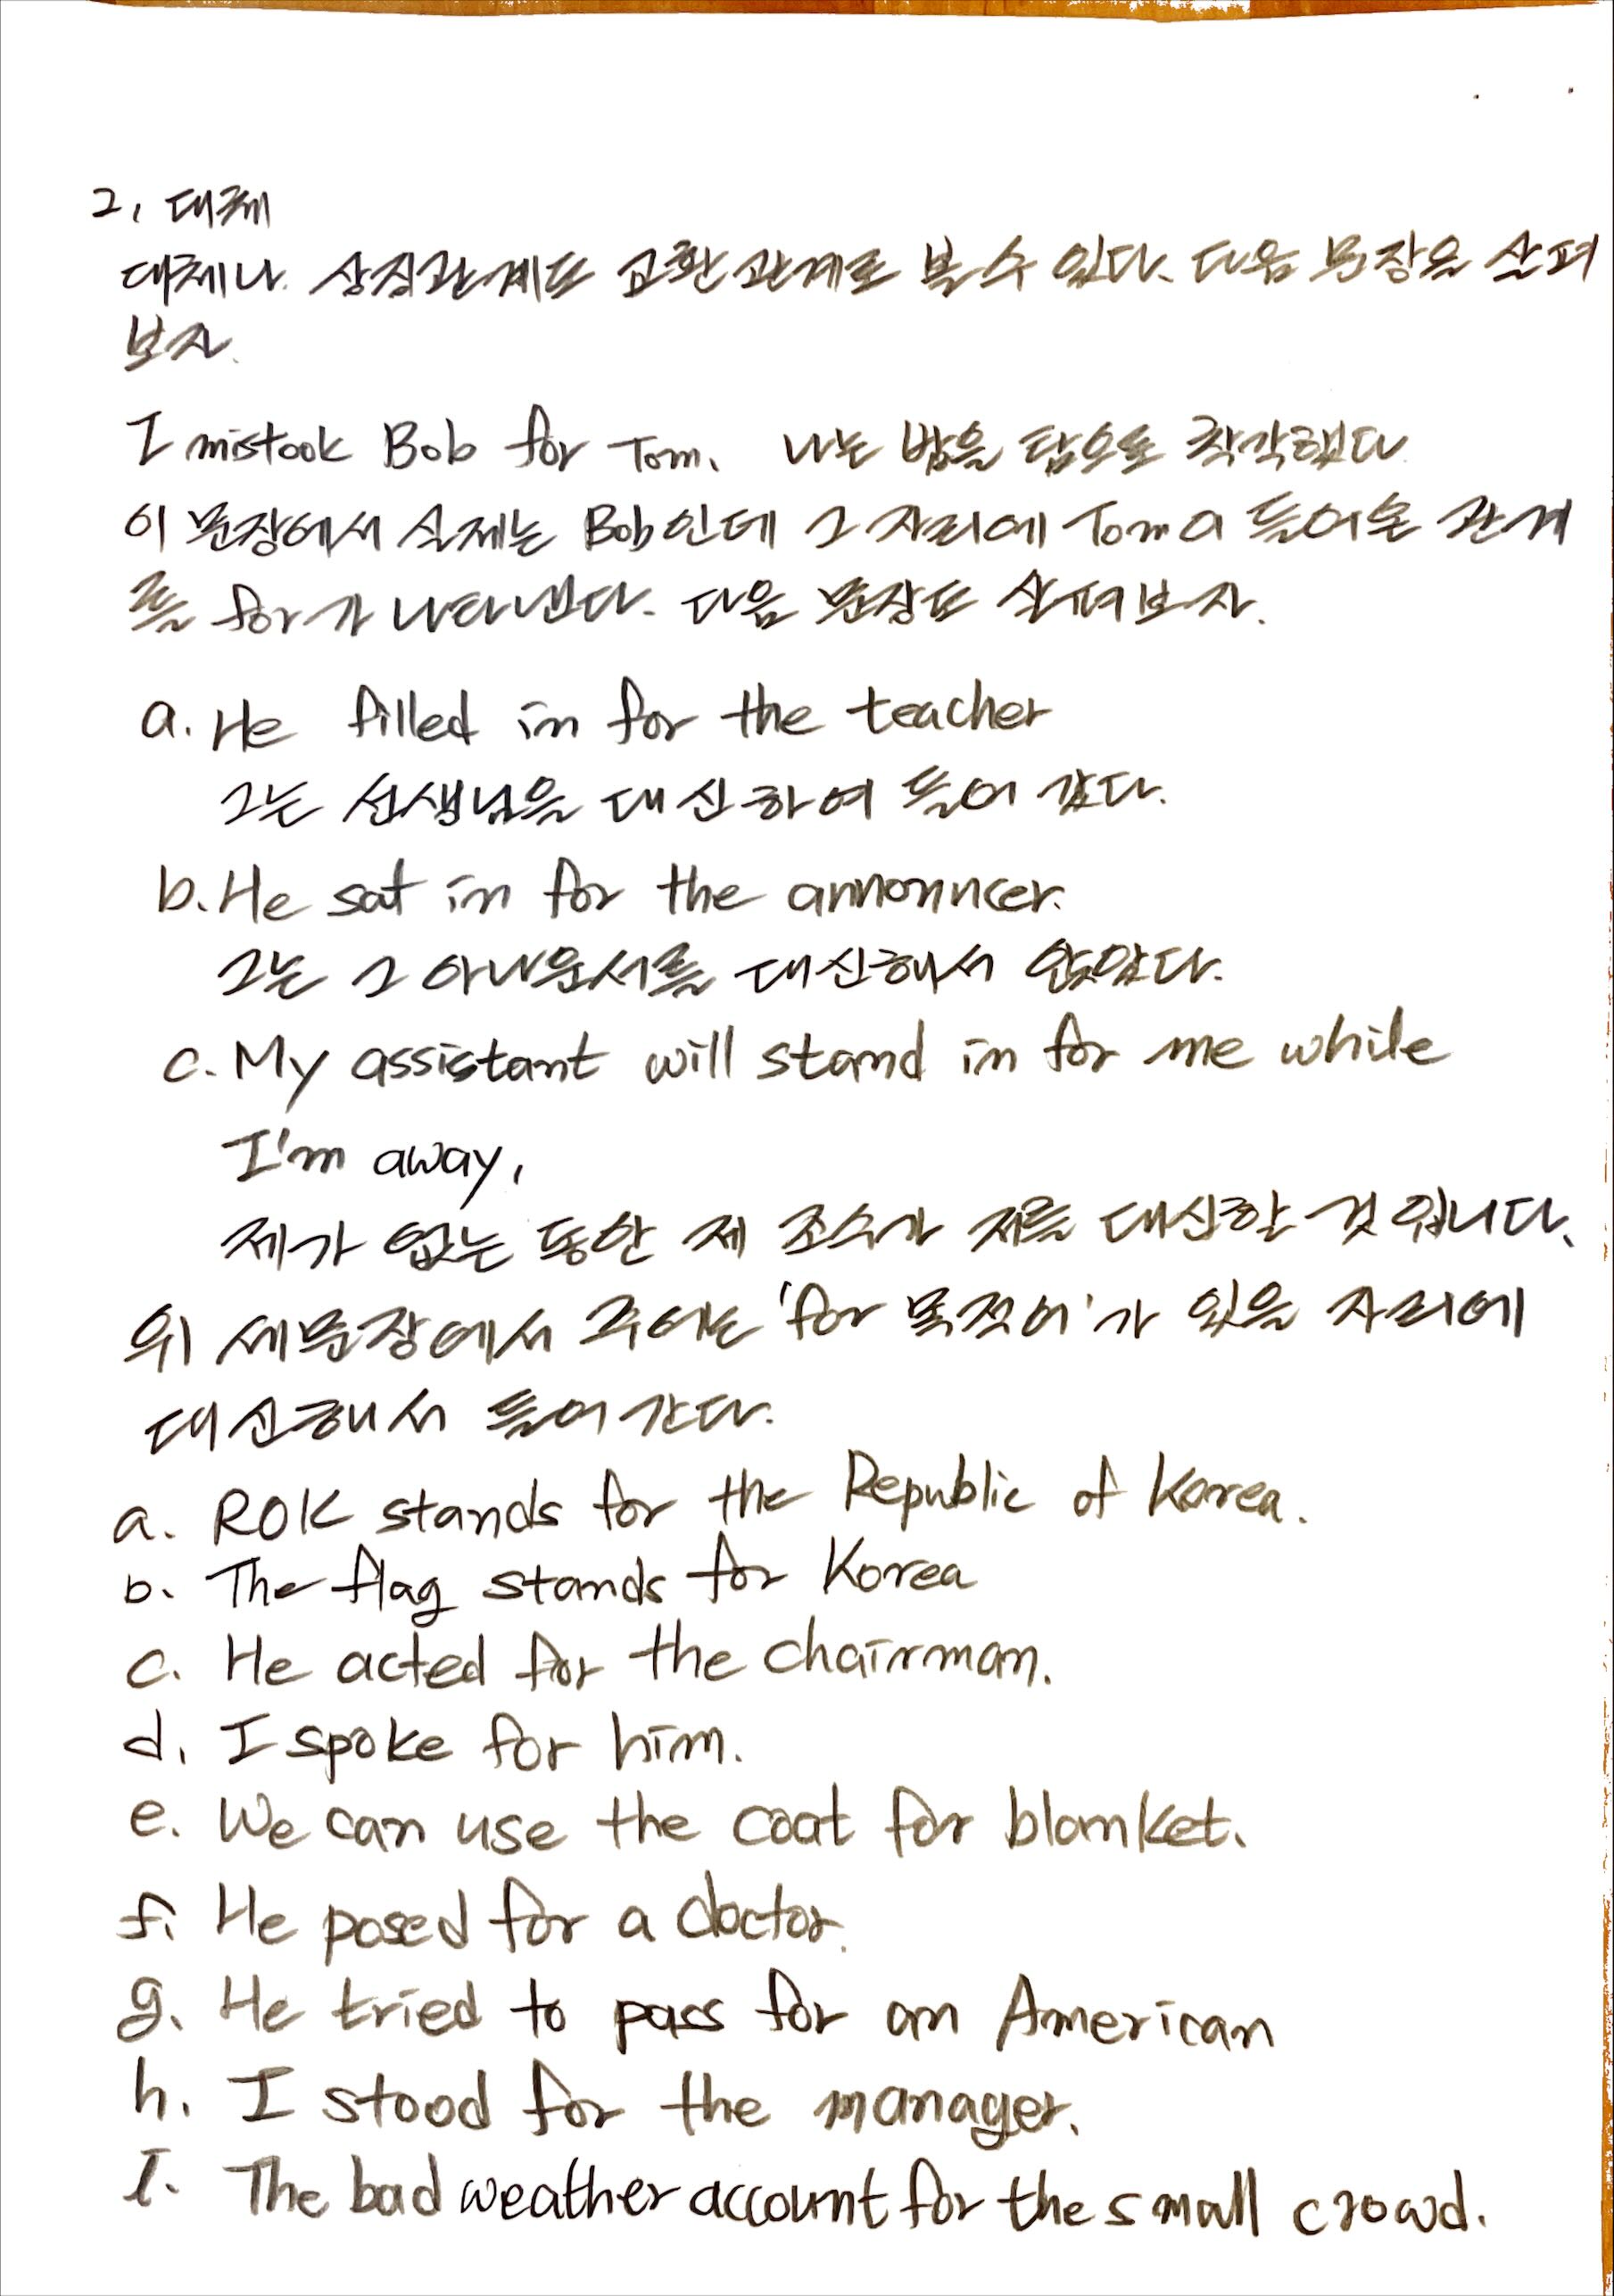 2. 대체
대체나 상징관계도 교환관계로 볼 수 있다. 다음 문장을 살펴
보자.
I mistook Bob for Tom. 나는 밥을 탐으로 착각했다
이 문장에서 실제는 Bob인데 그 자리에 Tom이 들어온 관계
를 for가 나타낸다. 다음 문장도 살펴보자.
a. He filled in for the teacher
그는 선생님을 대신하여 들어 갔다.
b. He sat in for the annonncer.
그는 그 아나운서를 대신해서 앉았다.
c. My assistant will stand in for me while
I'm away,
제가 없는 동안 제 조수가 저를 대신할 것 입니다.
위 세문장에서 주어는 'for 목적어'가 있을 자리에
대신해서 들어 간다.
a. ROK stands for the Republic of Korea.
b. The flag stands for Korea
c. He acted for the chairman.
d. I spoke for him.
e. We can use the coat for blanket.
f. He posed for a doctor.
g. He tried to pass for an American
h. I stood for the manager.
I. The bad weather account for the small crowd.